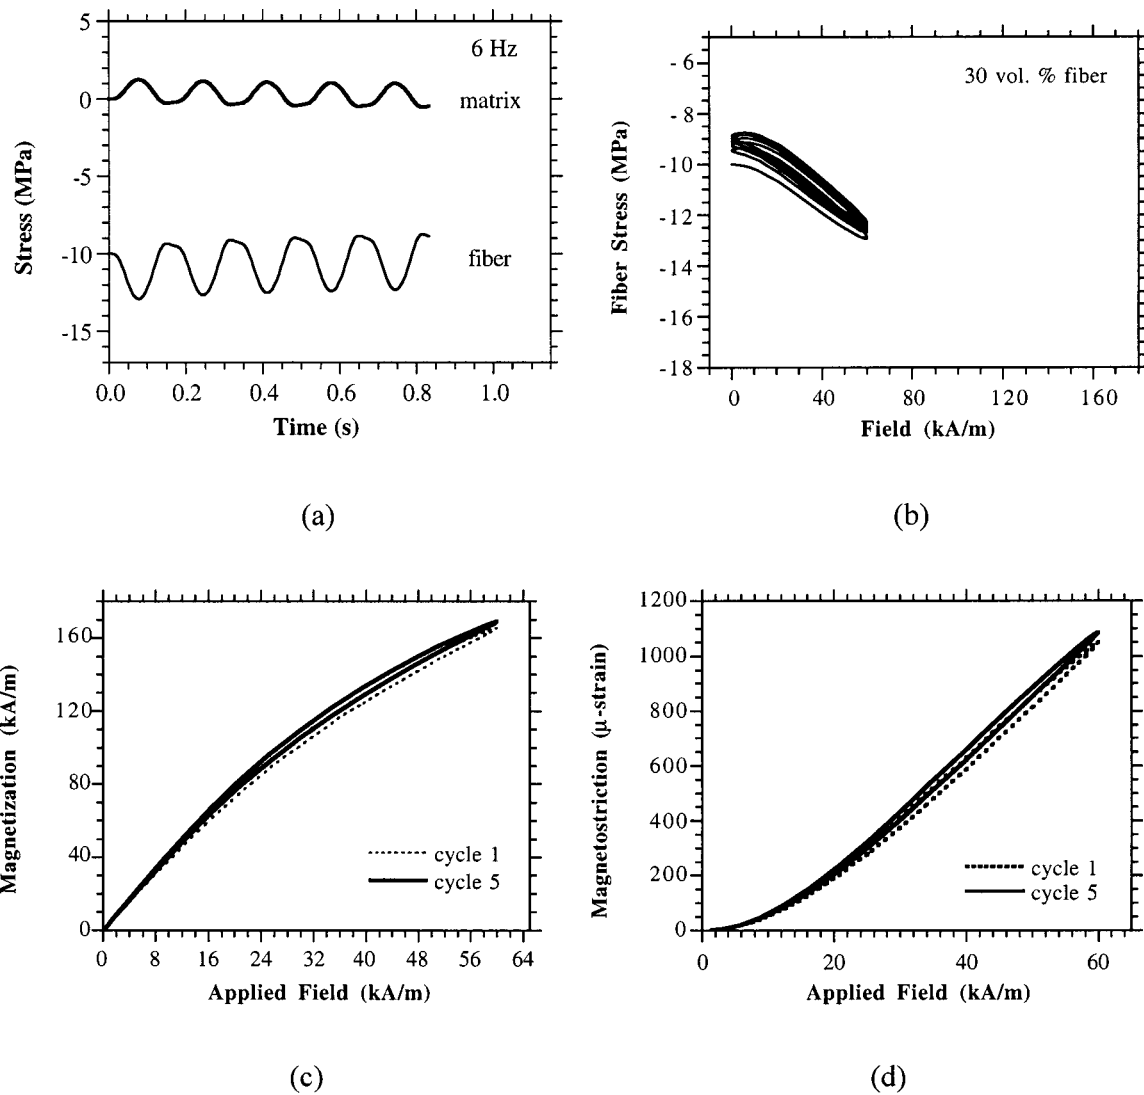 5
0
-5
-10
-15
Stress (MPa)
6 Hz
matrix
fiber
0.0 0.2 0.4 0.6 0.8 1.0
Time (s)
(a)
- 6
- 8
-10
-12
-14
-16
-18
Fiber Stress (MPa)
30 vol. % fiber
0 40 80 120 160
Field (kA/m)
(b)
160
120
80
40
0
Magnetization (kA/m)
cycle 1
cycle 5
0 8 16 24 32 40 48 56 64
Applied Field (kA/m)
(c)
1200
1000
800
600
400
200
0
Magnetostriction (μ-strain)
cycle 1
cycle 5
0 20 40 60
Applied Field (kA/m)
(d)